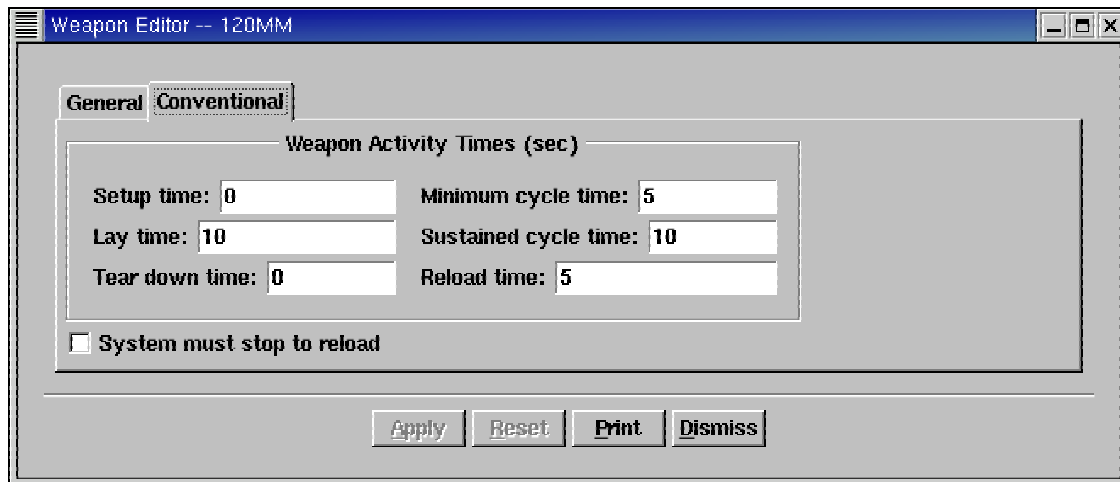 Weapon Editor -- 120MM
General Conventional
Weapon Activity Times (sec)
Setup time: 0 Minimum cycle time: 5
Lay time: 10 Sustained cycle time: 10
Tear down time: 0 Reload time: 5
System must stop to reload
Apply Reset Print Dismiss